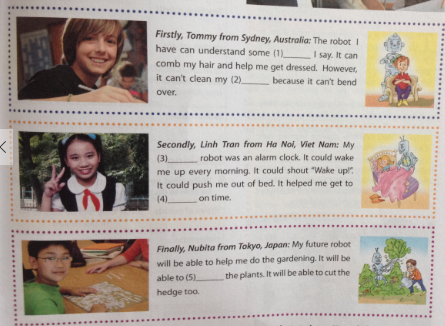 Firstly, Tommy from Sydney, Australia: The robot I
have can understand some (1)______ I say. It can
comb my hair and help me get dressed. However,
it can't clean my (2)______ because it can't bend
over.
Secondly, Linh Tran from Ha Noi, Viet Nam: My
(3)______ robot was an alarm clock. It could wake
me up every morning. It could shout "Wake up!".
It could push me out of bed. It helped me get to
(4)______ on time.
Finally, Nubita from Tokyo, Japan: My future robot
will be able to help me do the gardening. It will be
able to (5)______ the plants. It will be able to cut the
hedge too.